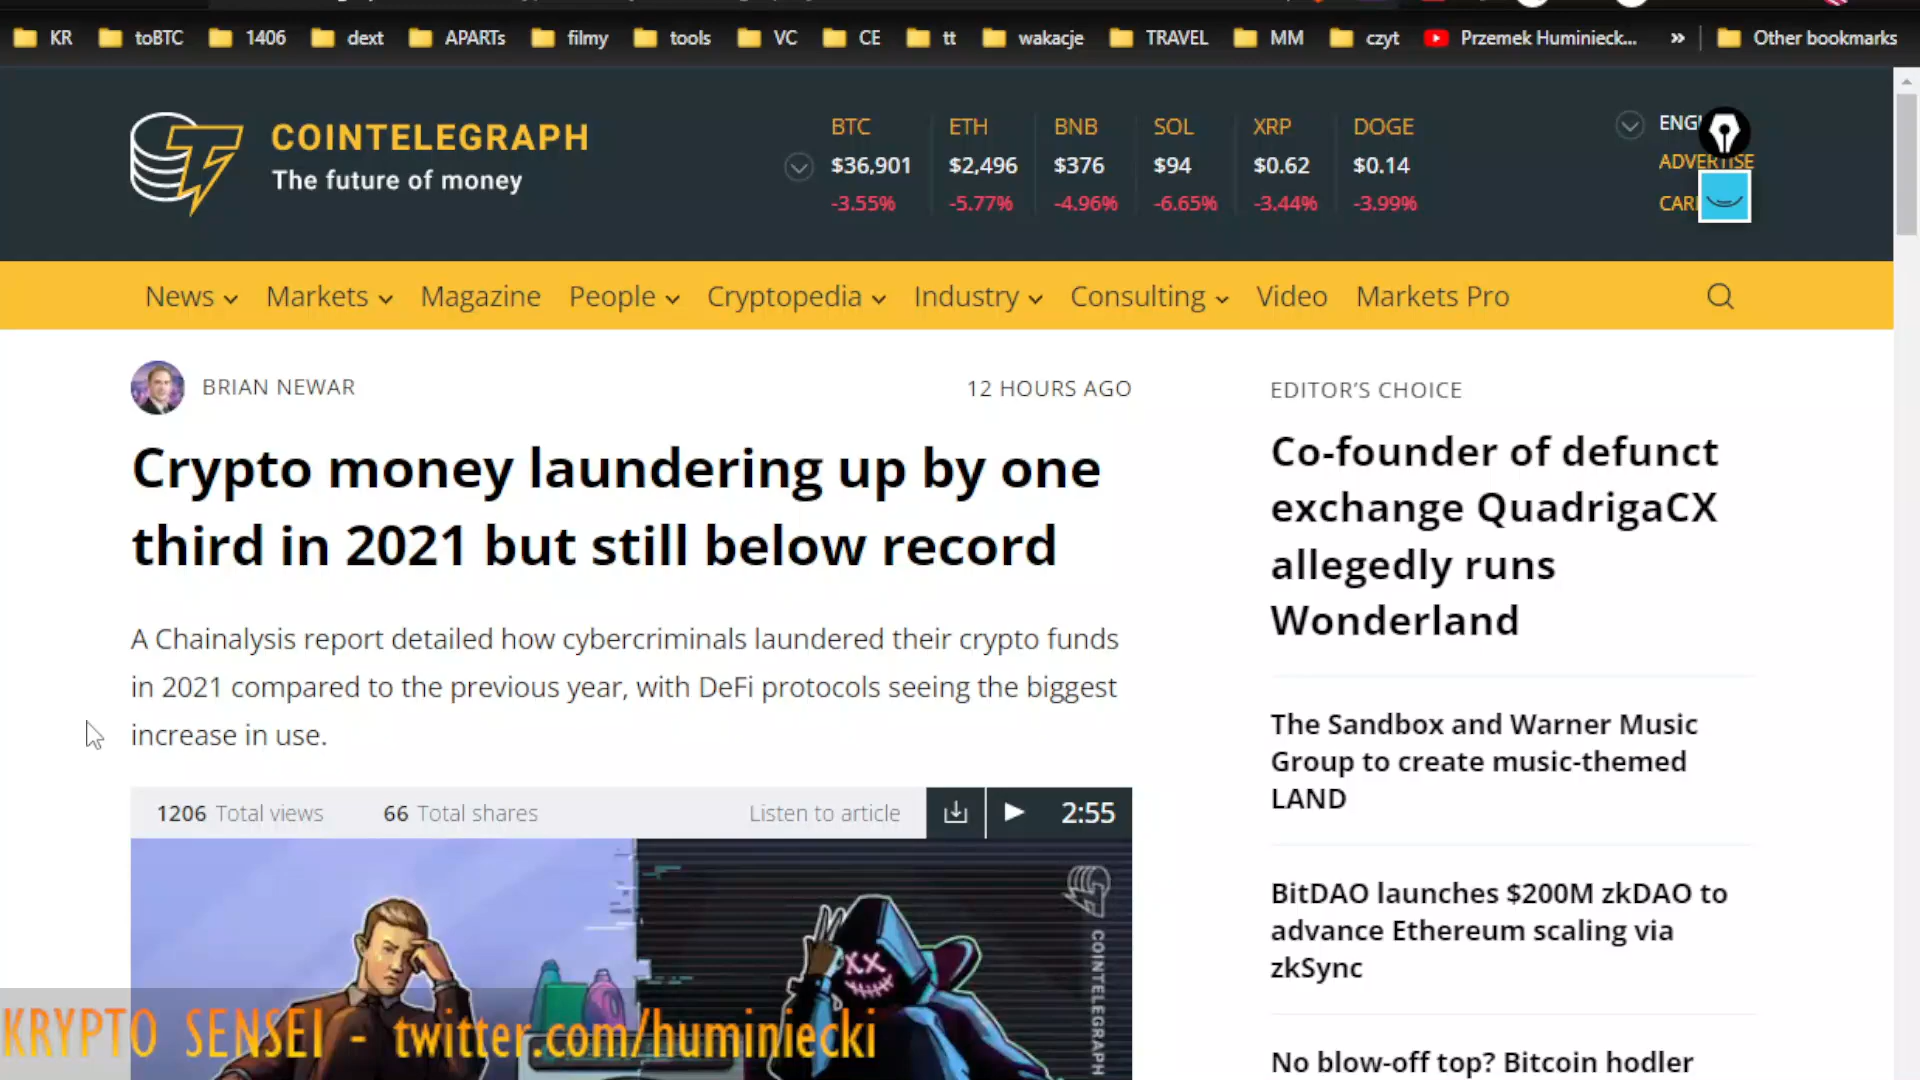 KR toBTC 1406 dext APARTs filmy tools VC CE tt wakacje TRAVEL MM czyt Przemek Huminieck... » Other bookmarks
COINTELEGRAPH
The future of money
BTC ETH BNB SOL XRP DOGE
$36,901 $2,496 $376 $94 $0.62 $0.14
-3.55% -5.77% -4.96% -6.65% -3.44% -3.99%
ADVERTISE
News Markets Magazine People Cryptopedia Industry Consulting Video Markets Pro
BRIAN NEWAR
12 HOURS AGO
Crypto money laundering up by one
third in 2021 but still below record
A Chainalysis report detailed how cybercriminals laundered their crypto funds
in 2021 compared to the previous year, with DeFi protocols seeing the biggest
increase in use.
1206 Total views 66 Total shares Listen to article 2:55
COINTELEGRAPH
KRYPTO SENSEI - twitter.com/huminiecki
EDITOR'S CHOICE
Co-founder of defunct
exchange QuadrigaCX
allegedly runs
Wonderland
The Sandbox and Warner Music
Group to create music-themed
LAND
BitDAO launches $200M zkDAO to
advance Ethereum scaling via
zkSync
No blow-off top? Bitcoin hodler